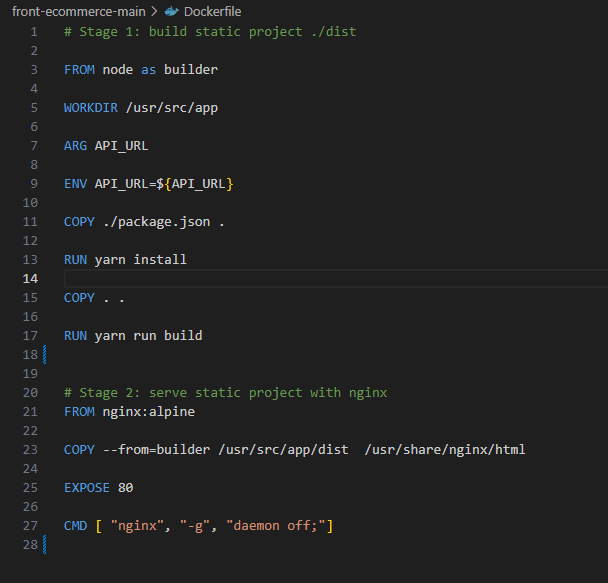 front-ecommerce-main > Dockerfile
1 # Stage 1: build static project ./dist
2
3 FROM node as builder
4
5 WORKDIR /usr/src/app
6
7 ARG API_URL
8
9 ENV API_URL=${API_URL}
10
11 COPY ./package.json .
12
13 RUN yarn install
14
15 COPY . .
16
17 RUN yarn run build
18
19
20 # Stage 2: serve static project with nginx
21 FROM nginx:alpine
22
23 COPY --from=builder /usr/src/app/dist  /usr/share/nginx/html
24
25 EXPOSE 80
26
27 CMD [ "nginx", "-g", "daemon off;"]
28